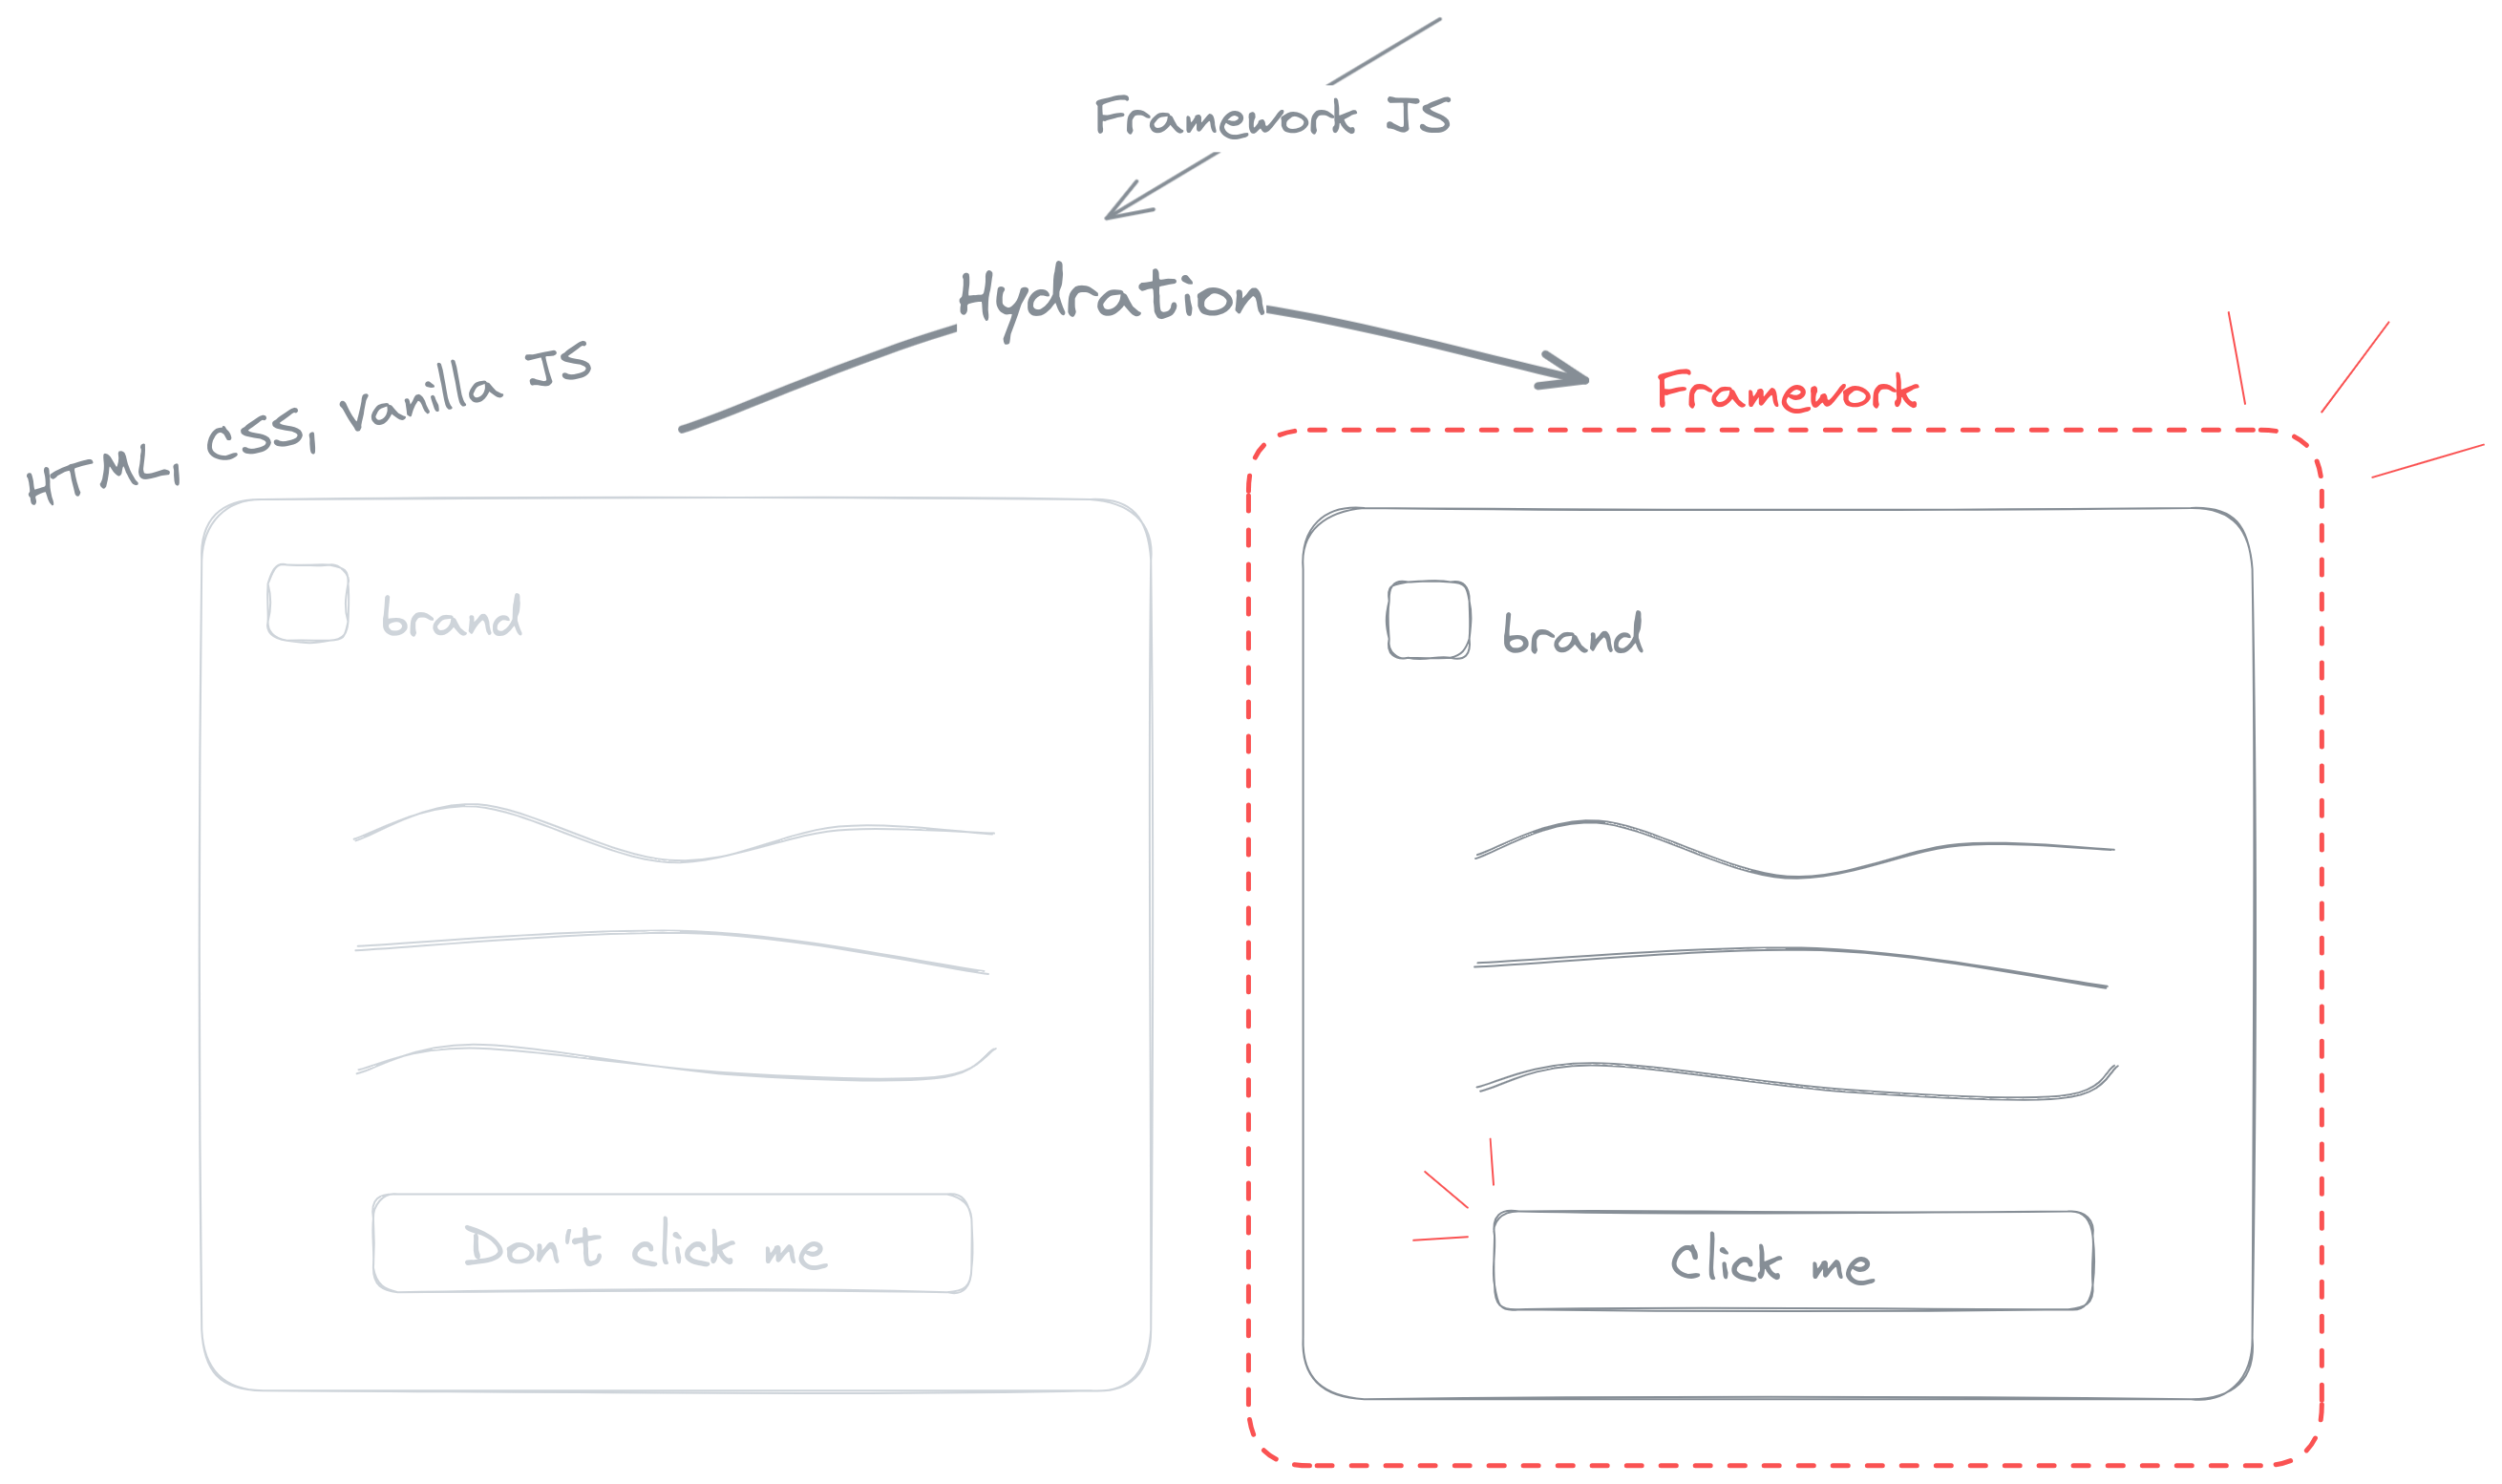 Framework JS
Hydration
HTML, CSS, Vanilla JS
Framework
brand
brand
Don't click me
Click me